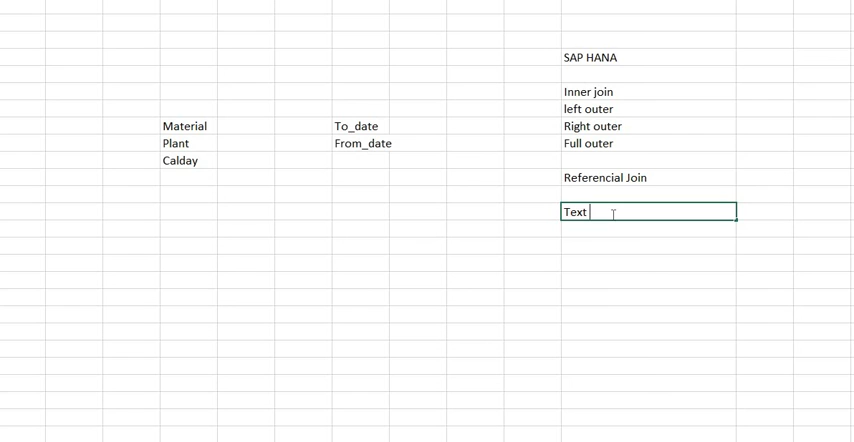 SAP HANA
Inner join
left outer
Material To_date Right outer
Plant From_date Full outer
Calday
Referencial Join
Text